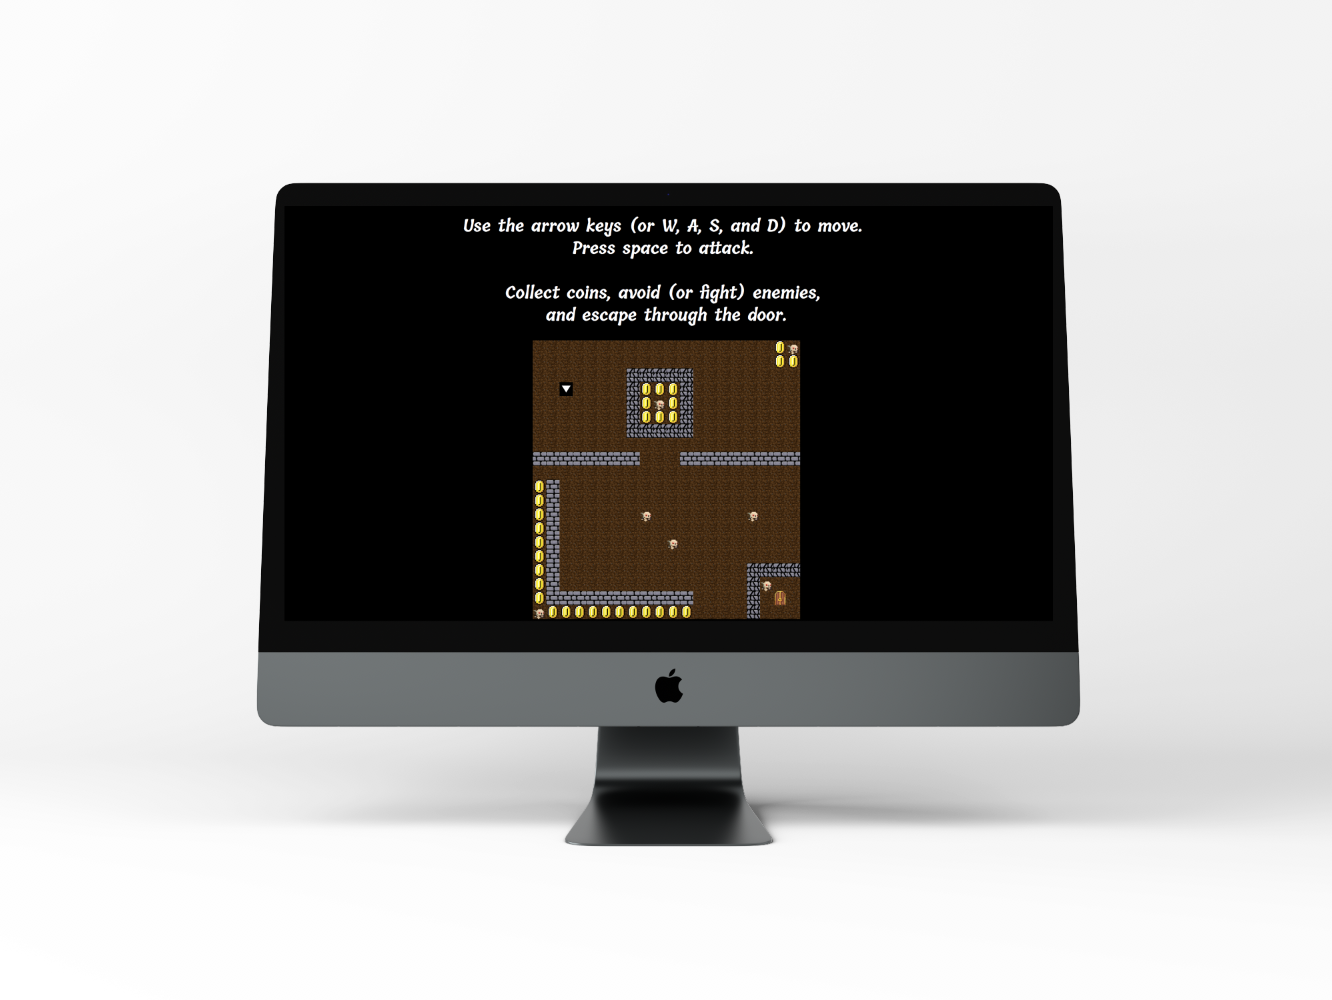 Use the arrow keys (or W, A, S, and D) to move.
Press space to attack.
Collect coins, avoid (or fight) enemies,
and escape through the door.